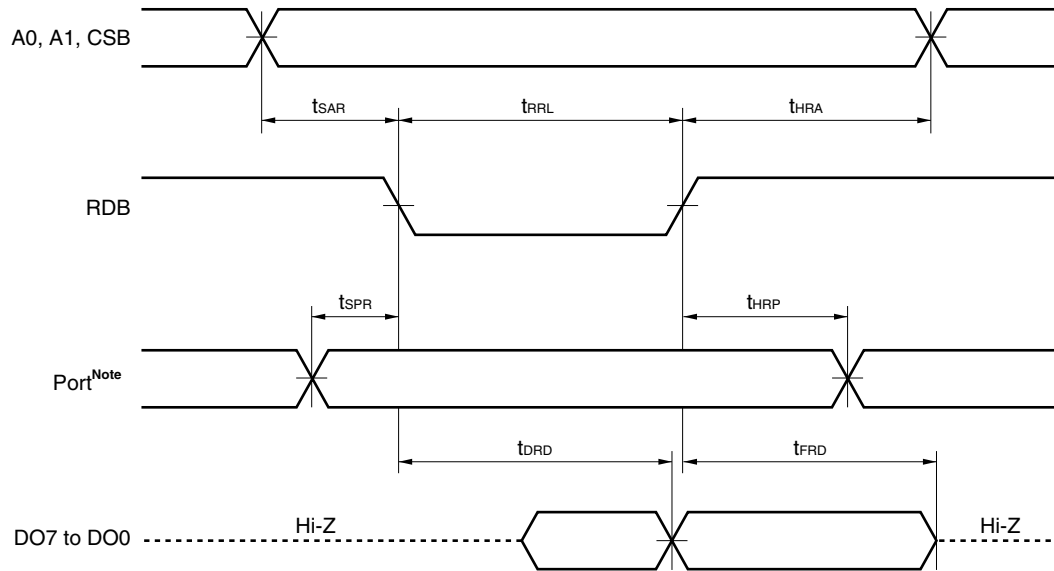 A0, A1, CSB
tSAR tRRL tHRA
RDB
tSPR tHRP
PortNote
tDRD tFRD
DO7 to DO0 Hi-Z Hi-Z